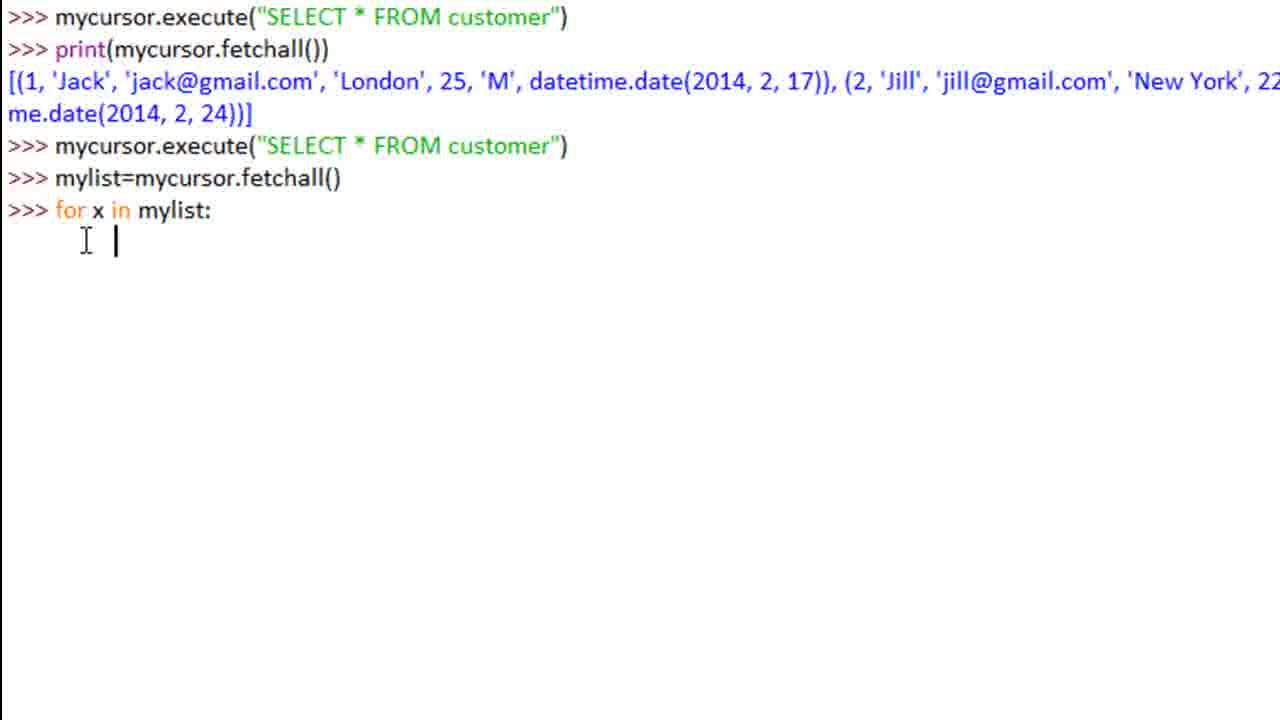 >>> mycursor.execute("SELECT * FROM customer")
>>> print(mycursor.fetchall())
[(1, 'Jack', 'jack@gmail.com', 'London', 25, 'M', datetime.date(2014, 2, 17)), (2, 'Jill', 'jill@gmail.com', 'New York', 22
me.date(2014, 2, 24))]
>>> mycursor.execute("SELECT * FROM customer")
>>> mylist=mycursor.fetchall()
>>> for x in mylist: